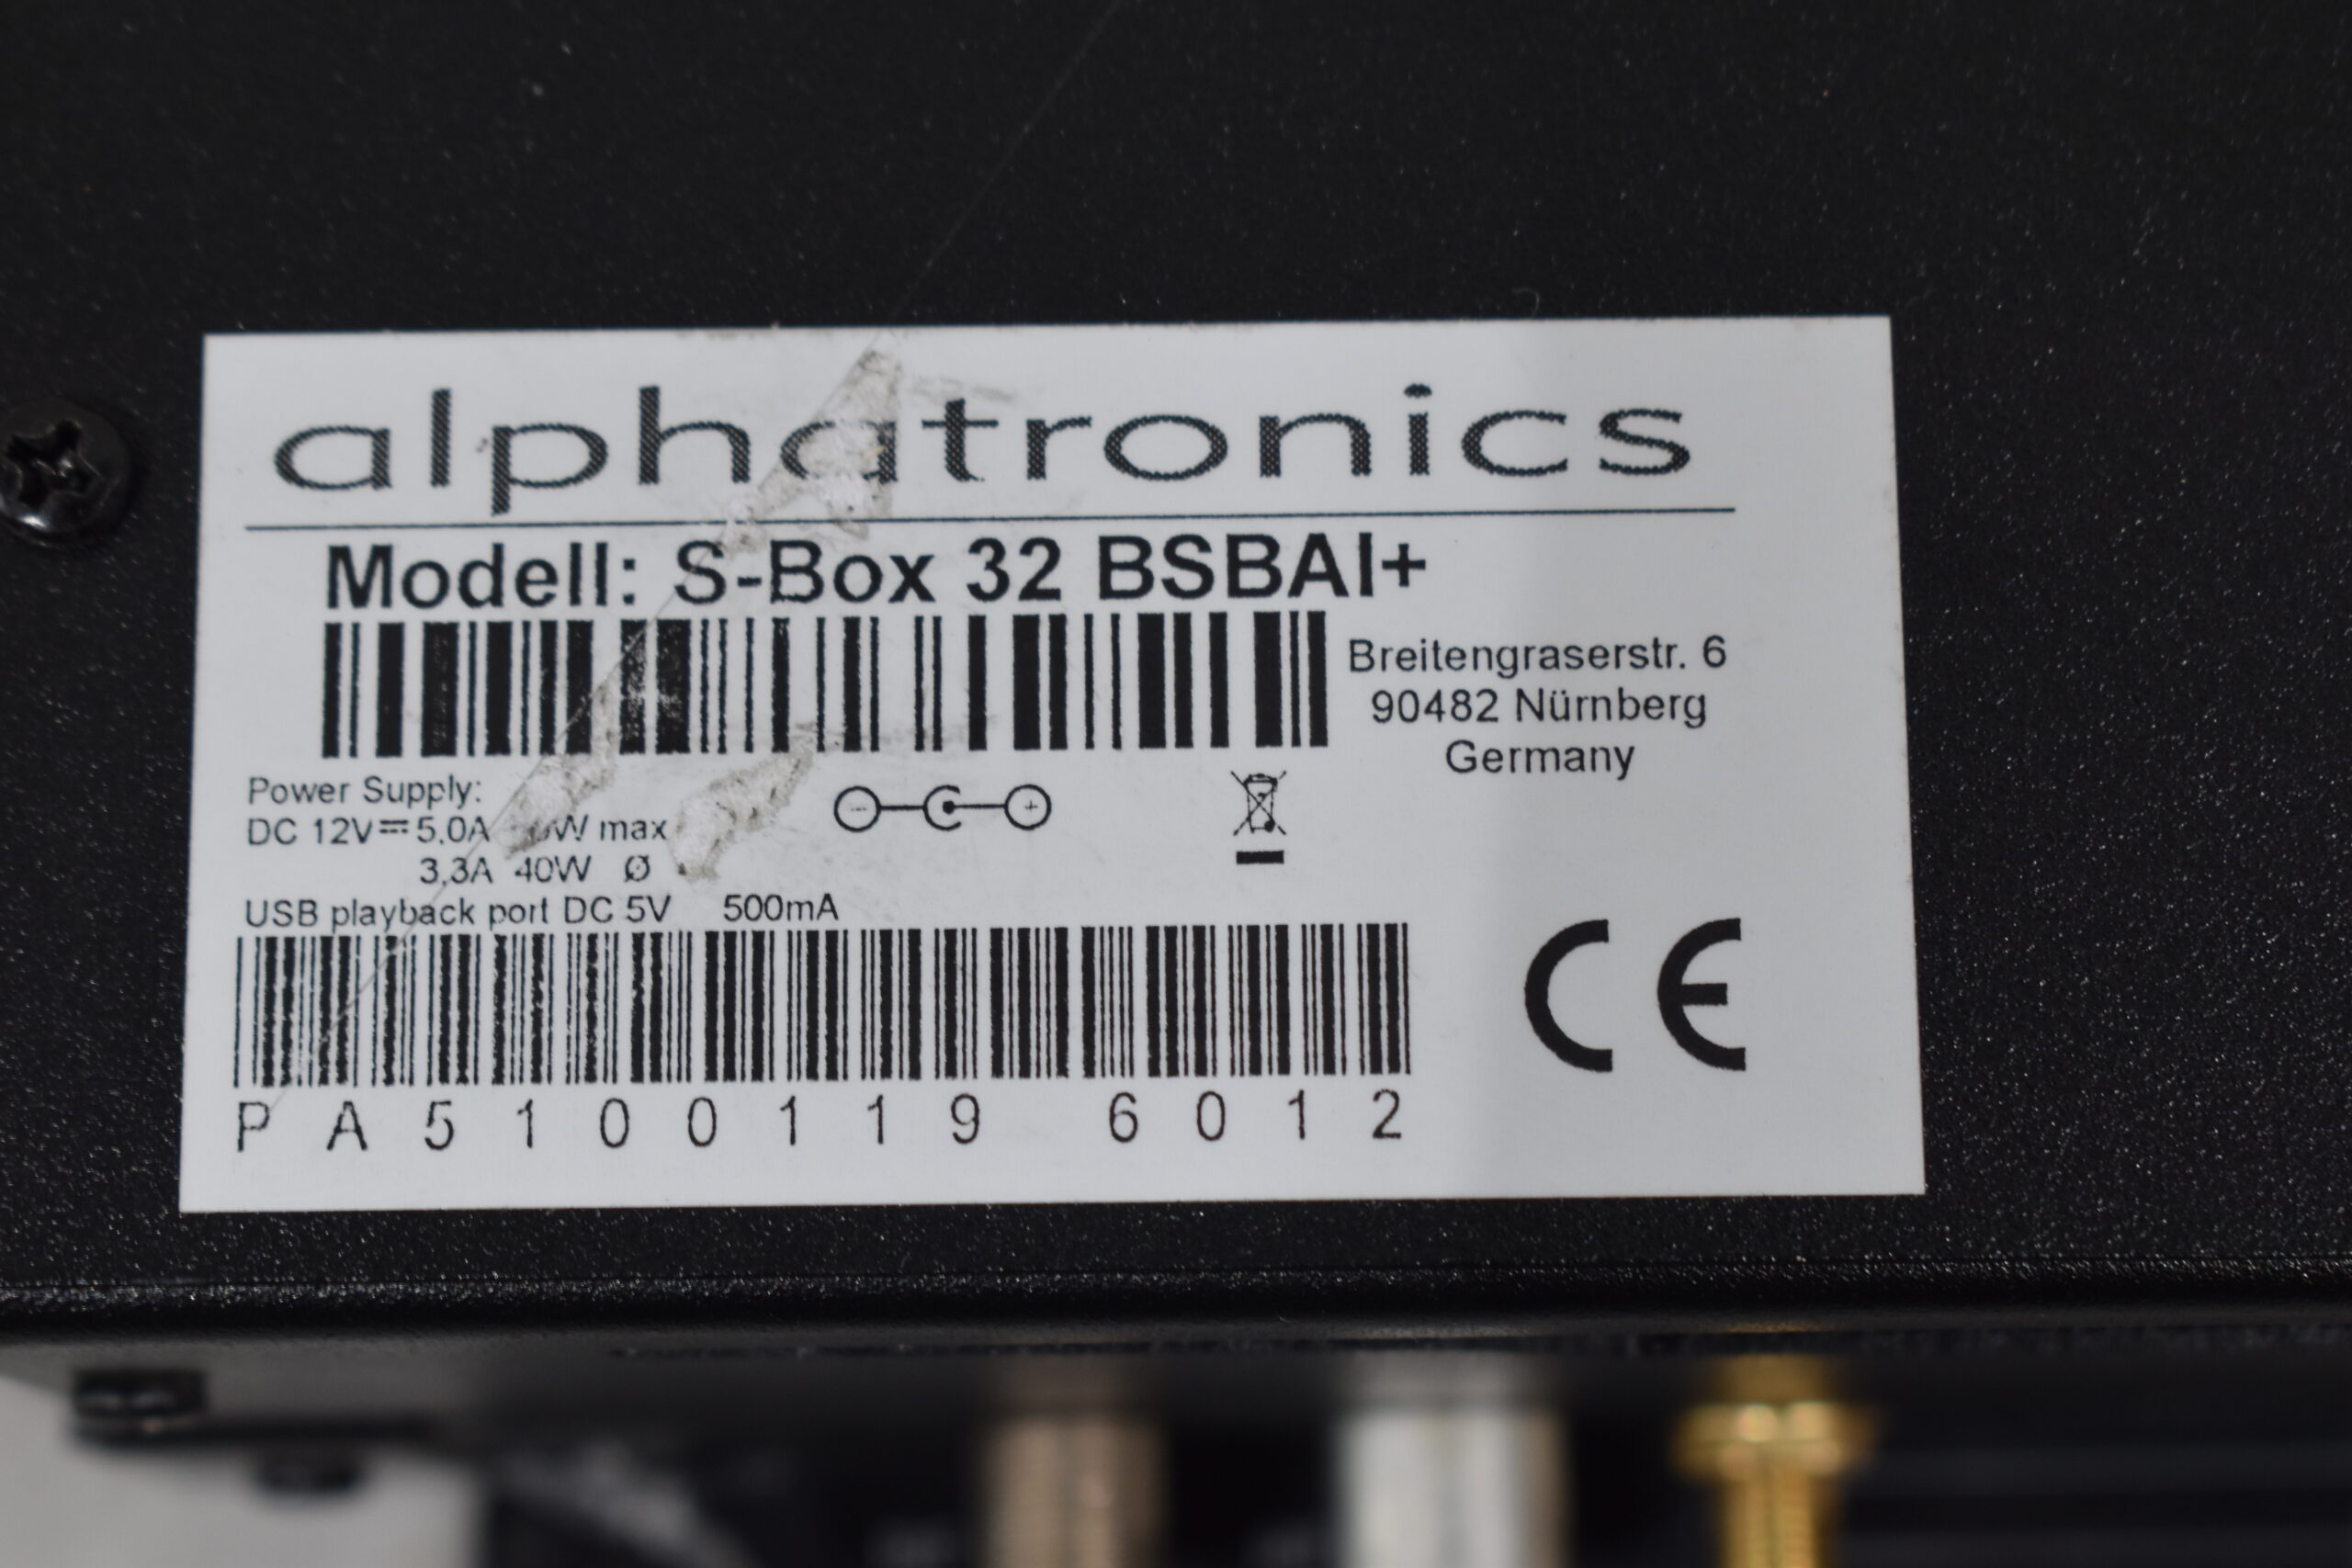 alphatronics
Modell: S-Box 32 BSBAI+
Breitengraserstr. 6
90482 Nürnberg
Germany
Power Supply:
DC 12V⎓5.0A max
3.3A 40W Ø
USB playback port DC 5V 500mA
PA5100119 6012
CE